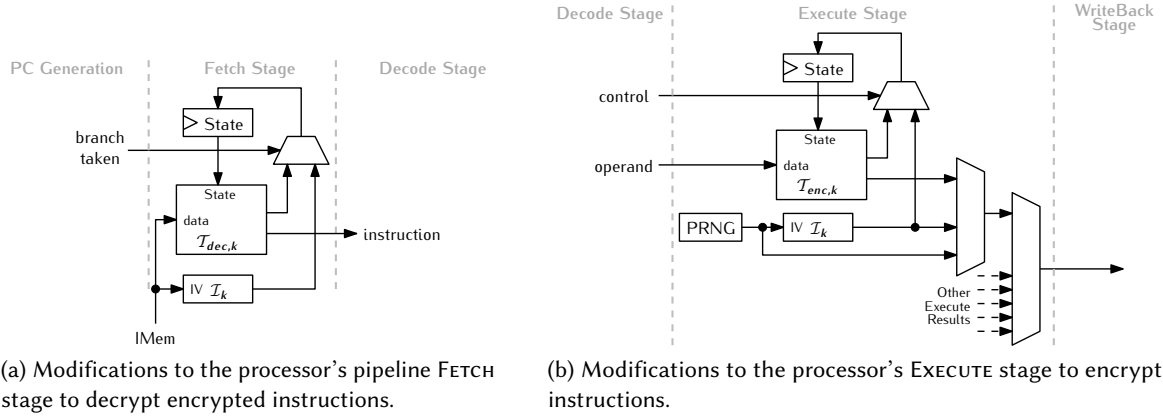 PC Generation
Fetch Stage
Decode Stage
State
branch
taken
State
data
𝓘dec,k
instruction
IV 𝓘k
IMem
(a) Modifications to the processor's pipeline FETCH
stage to decrypt encrypted instructions.
Decode Stage
Execute Stage
WriteBack
Stage
State
control
State
operand
data
𝓘enc,k
PRNG
IV 𝓘k
Other
Execute
Results
(b) Modifications to the processor's EXECUTE stage to encrypt
instructions.